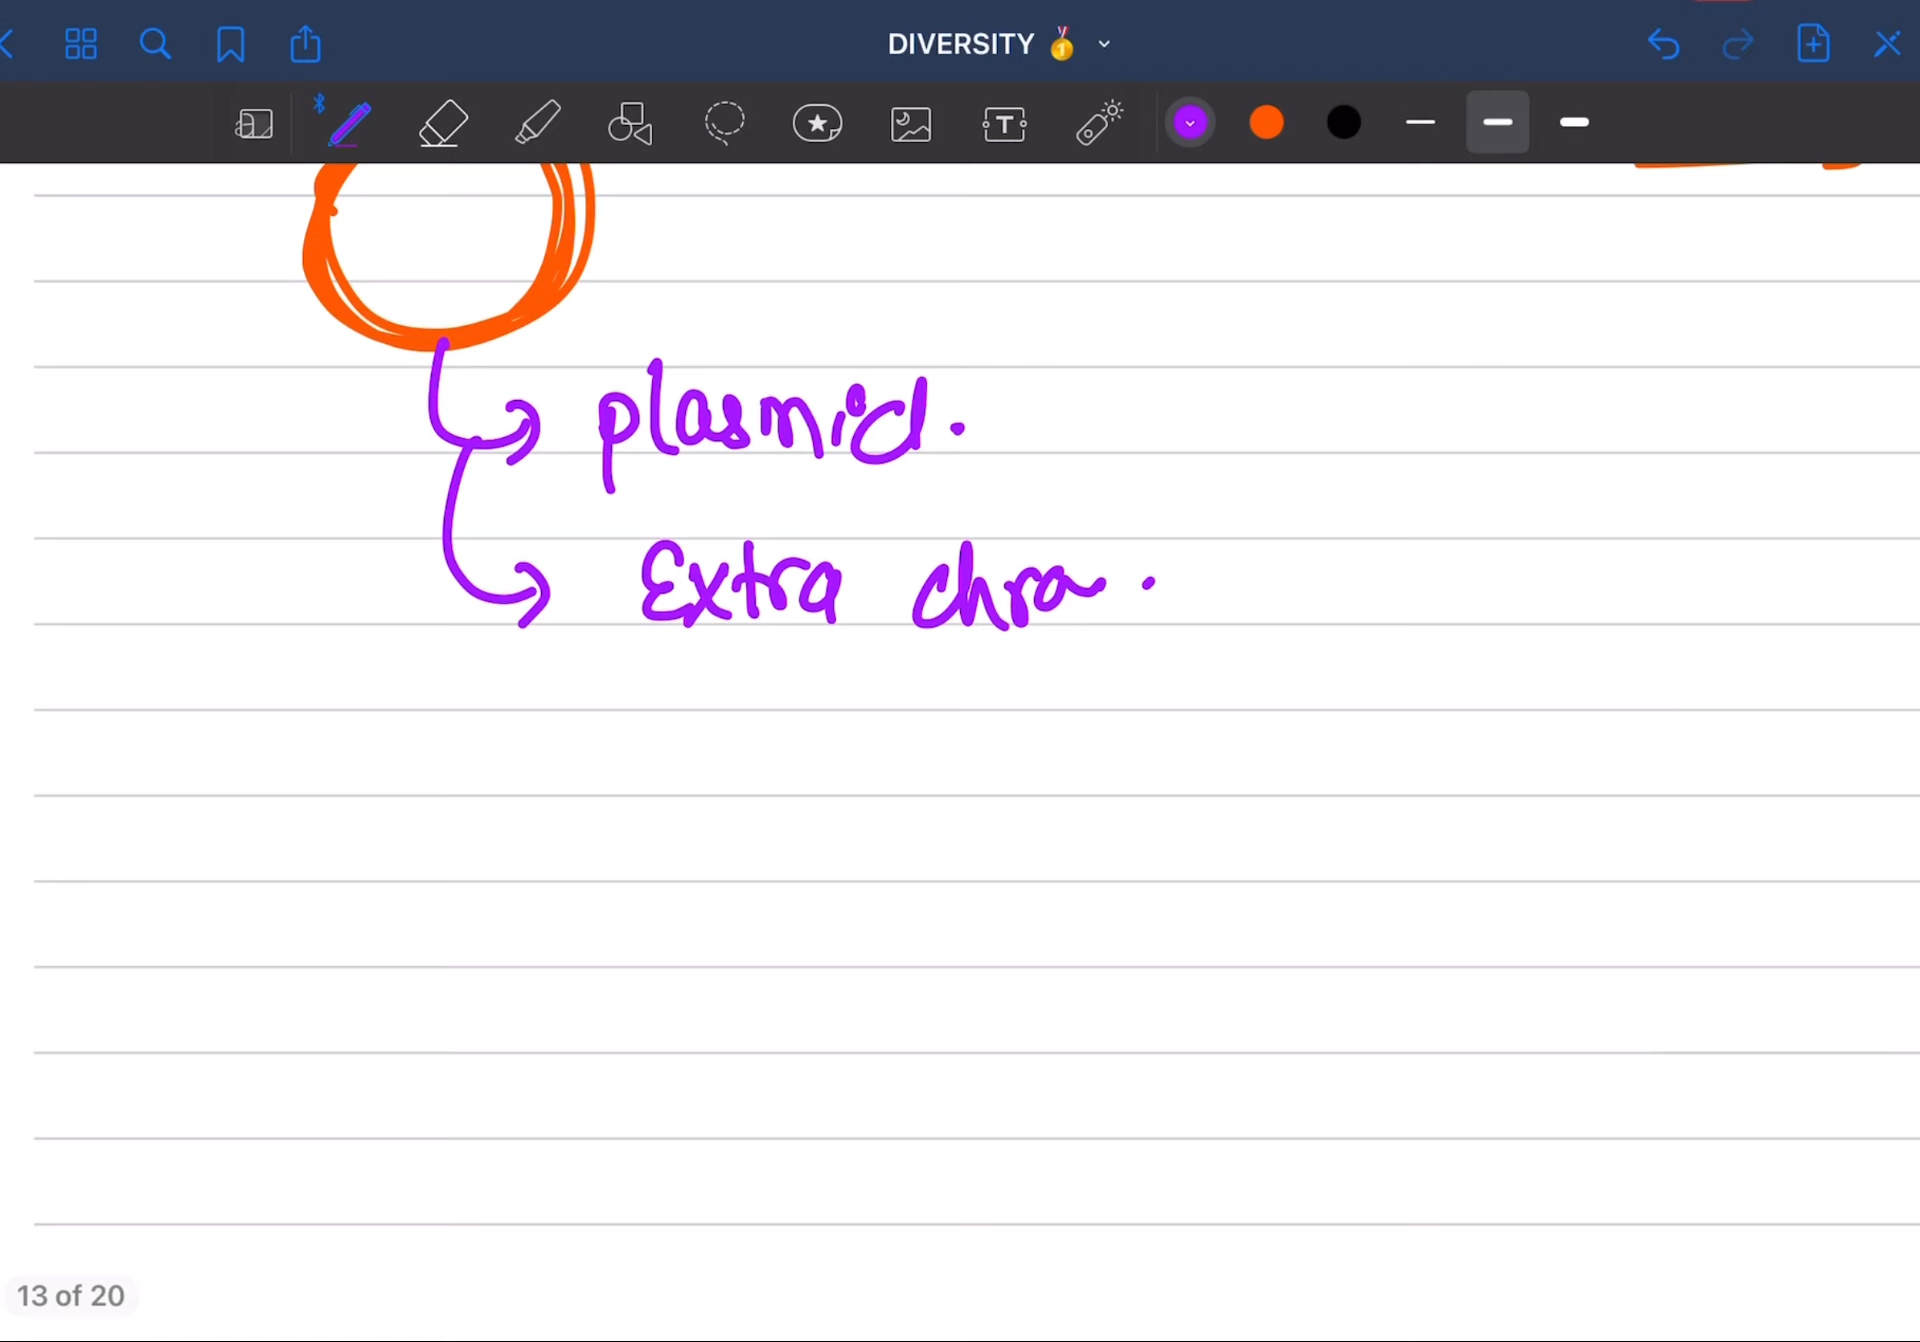 DIVERSITY 🥇
plasmid.
Extra chro.
13 of 20